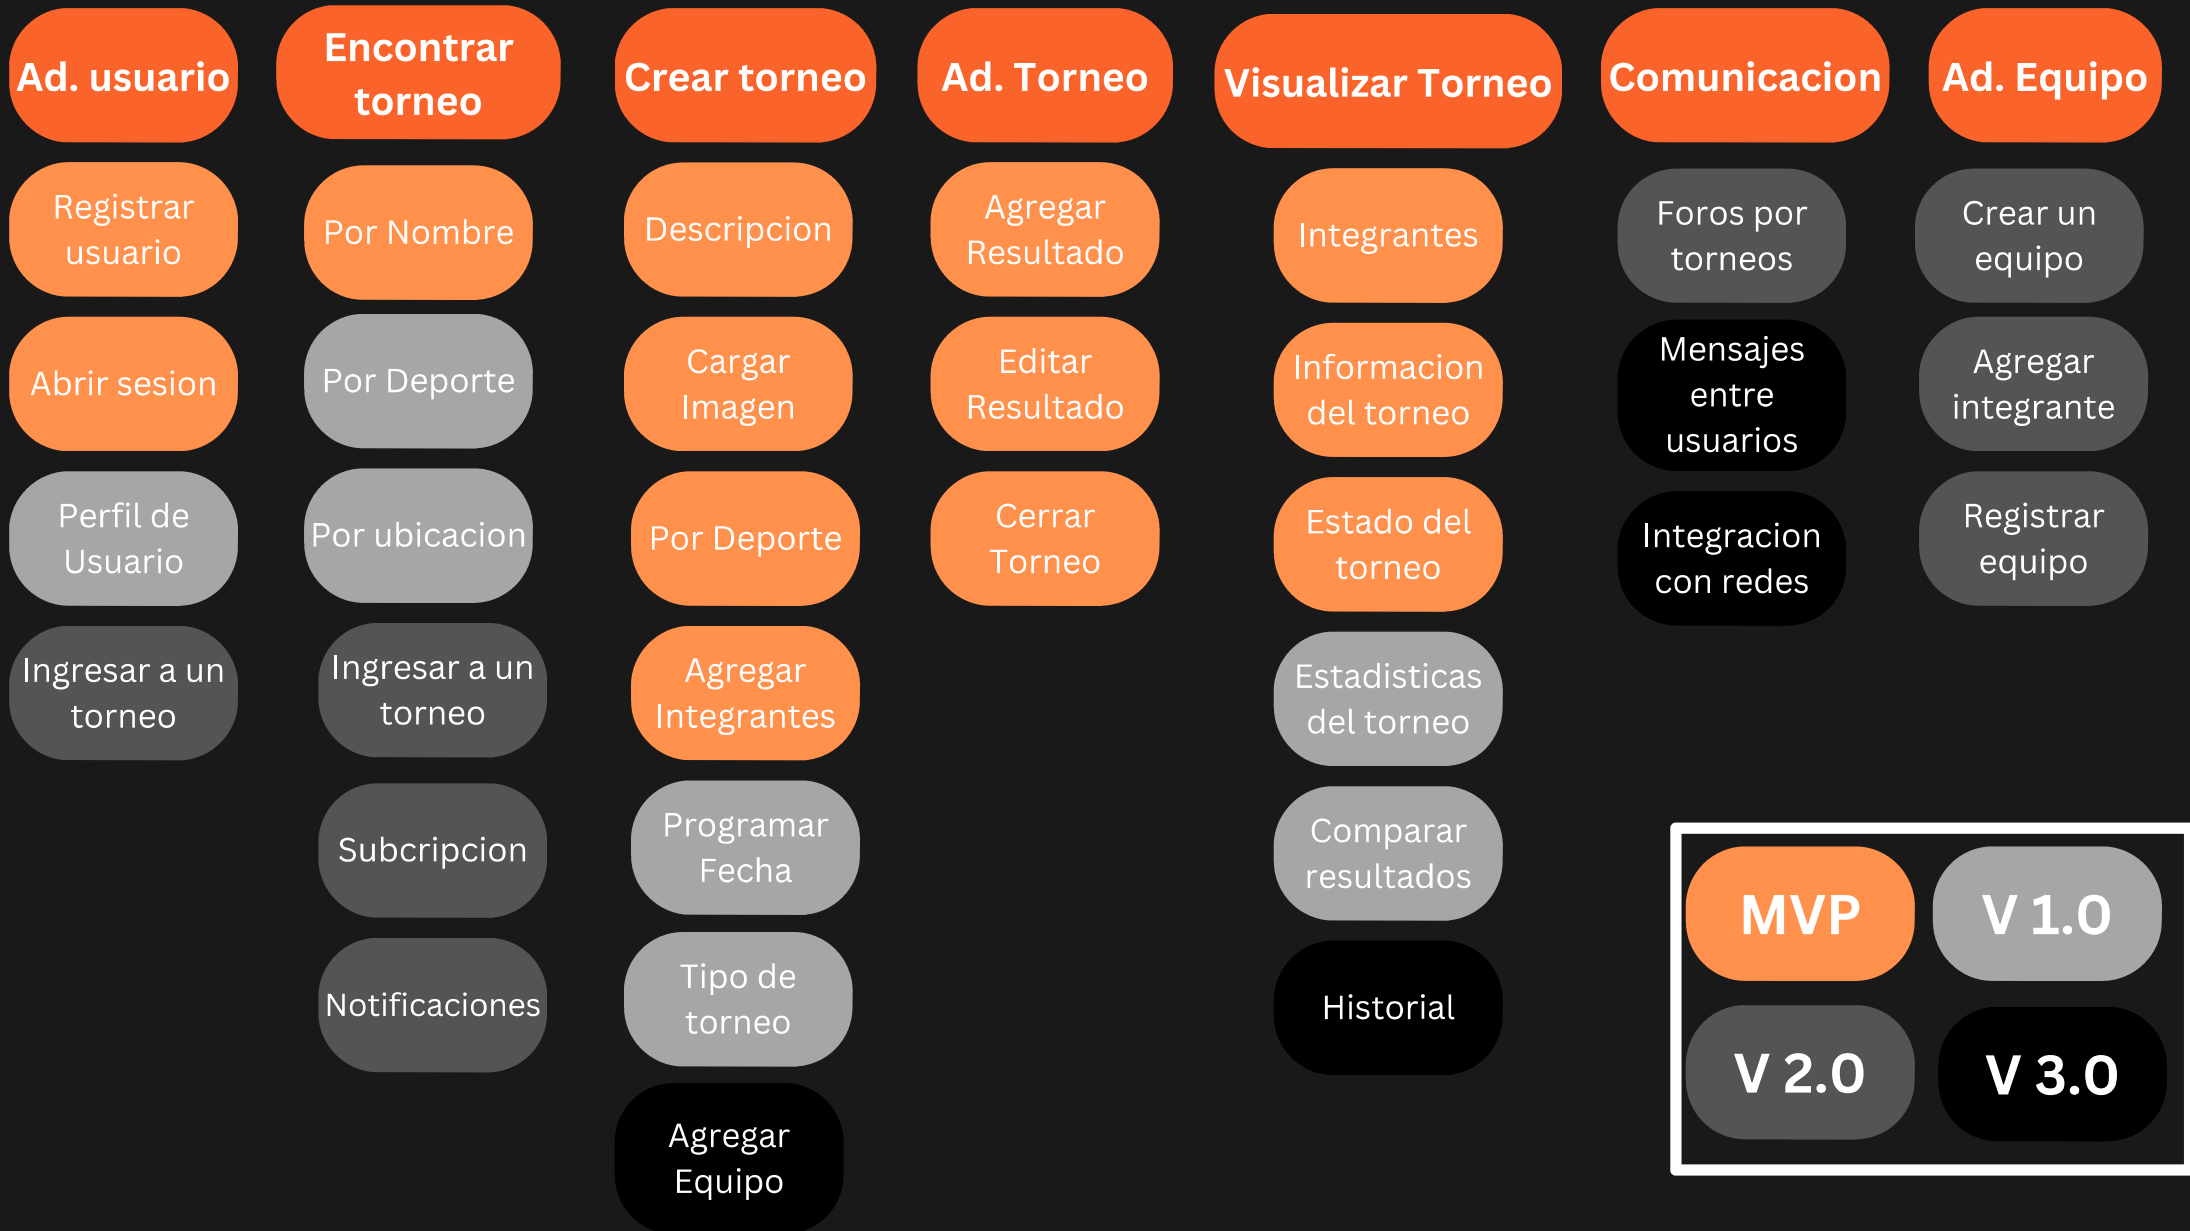 Ad. usuario
Registrar
usuario
Abrir sesion
Perfil de
Usuario
Ingresar a un
torneo
Encontrar
torneo
Por Nombre
Por Deporte
Por ubicacion
Ingresar a un
torneo
Subcripcion
Notificaciones
Crear torneo
Descripcion
Cargar
Imagen
Por Deporte
Agregar
Integrantes
Programar
Fecha
Tipo de
torneo
Agregar
Equipo
Ad. Torneo
Agregar
Resultado
Editar
Resultado
Cerrar
Torneo
Visualizar Torneo
Integrantes
Informacion
del torneo
Estado del
torneo
Estadisticas
del torneo
Comparar
resultados
Historial
Comunicacion
Foros por
torneos
Mensajes
entre
usuarios
Integracion
con redes
Ad. Equipo
Crear un
equipo
Agregar
integrante
Registrar
equipo
MVP
V 1.0
V 2.0
V 3.0